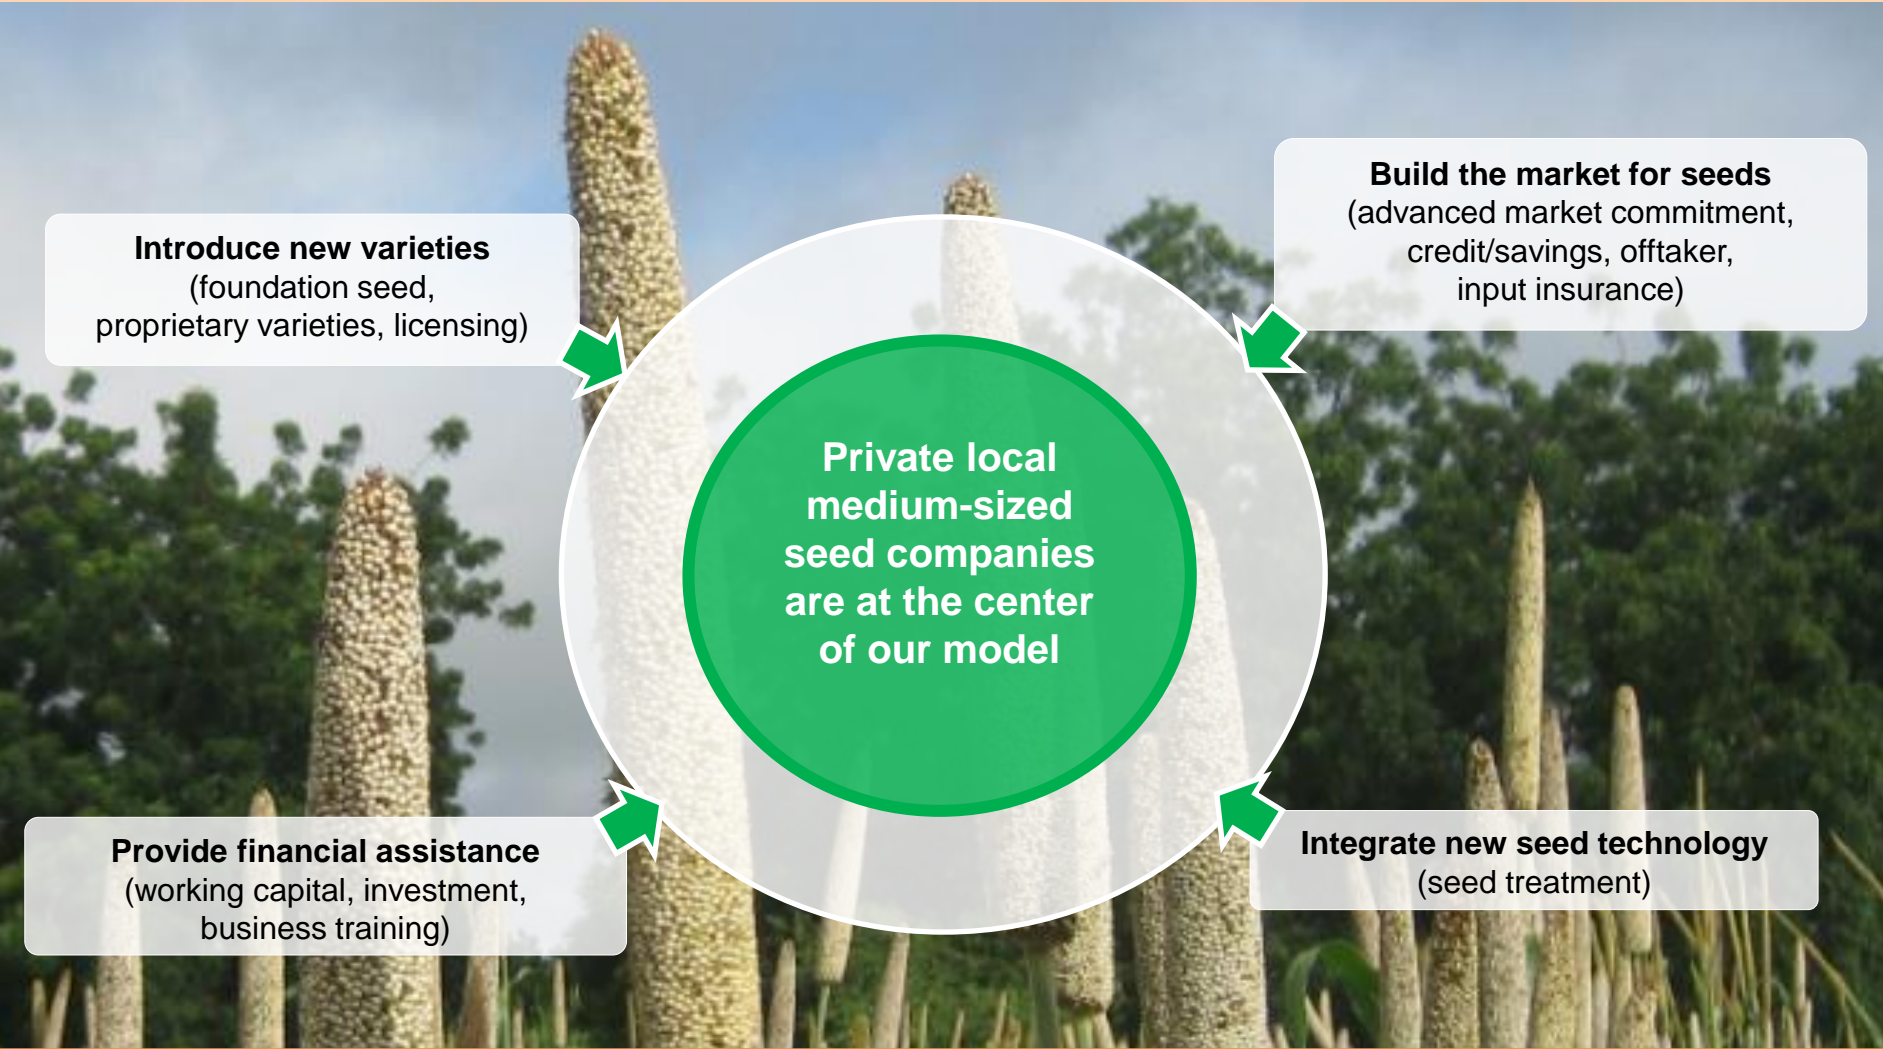 Introduce new varieties
(foundation seed,
proprietary varieties, licensing)
Build the market for seeds
(advanced market commitment,
credit/savings, offtaker,
input insurance)
Private local
medium-sized
seed companies
are at the center
of our model
Provide financial assistance
(working capital, investment,
business training)
Integrate new seed technology
(seed treatment)